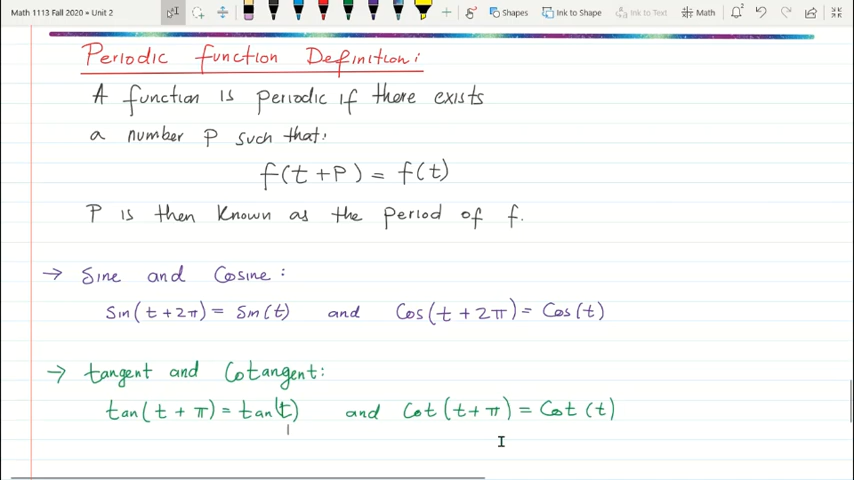 Math 1113 Fall 2020 » Unit 2
Shapes
Ink to Shape
Ink to Text
Math
Periodic function Definition:
A function is periodic if there exists
a number P such that:
f(t+P) = f(t)
P is then known as the period of f.
→ Sine and Cosine:
Sin(t+2π) = Sin(t) and Cos(t+2π) = Cos(t)
→ tangent and Cotangent:
tan(t + π) = tan(t) and Cot(t+π) = Cot(t)